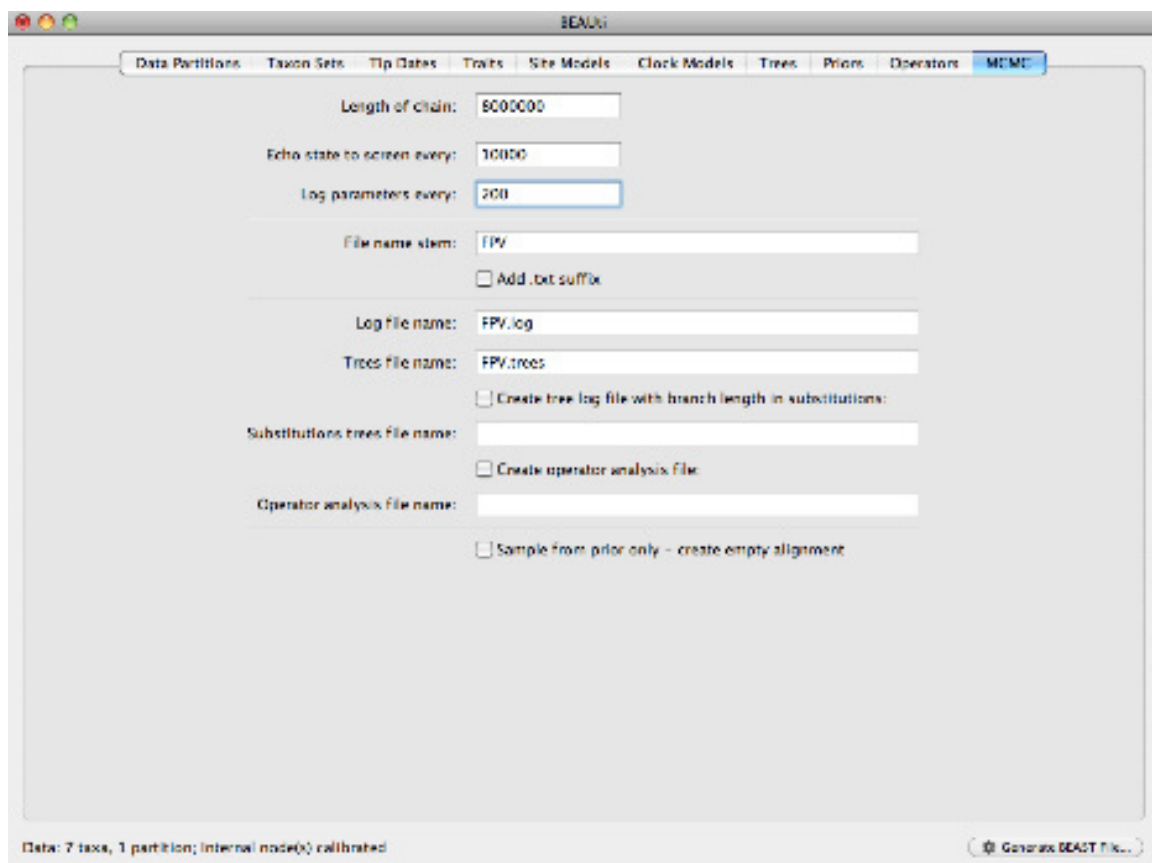 BEAUti
Data Partitions Taxon Sets Tip Dates Traits Site Models Clock Models Trees Priors Operators MCMC
Length of chain: 8000000
Echo state to screen every: 10000
Log parameters every: 200
File name stem: FPV
Add .txt suffix
Log file name: FPV.log
Trees file name: FPV.trees
Create tree log file with branch length in substitutions:
Substitutions trees file name:
Create operator analysis file:
Operator analysis file name:
Sample from prior only - create empty alignment
Data: 7 taxa, 1 partition; Internal node(s) calibrated
Generate BEAST File...